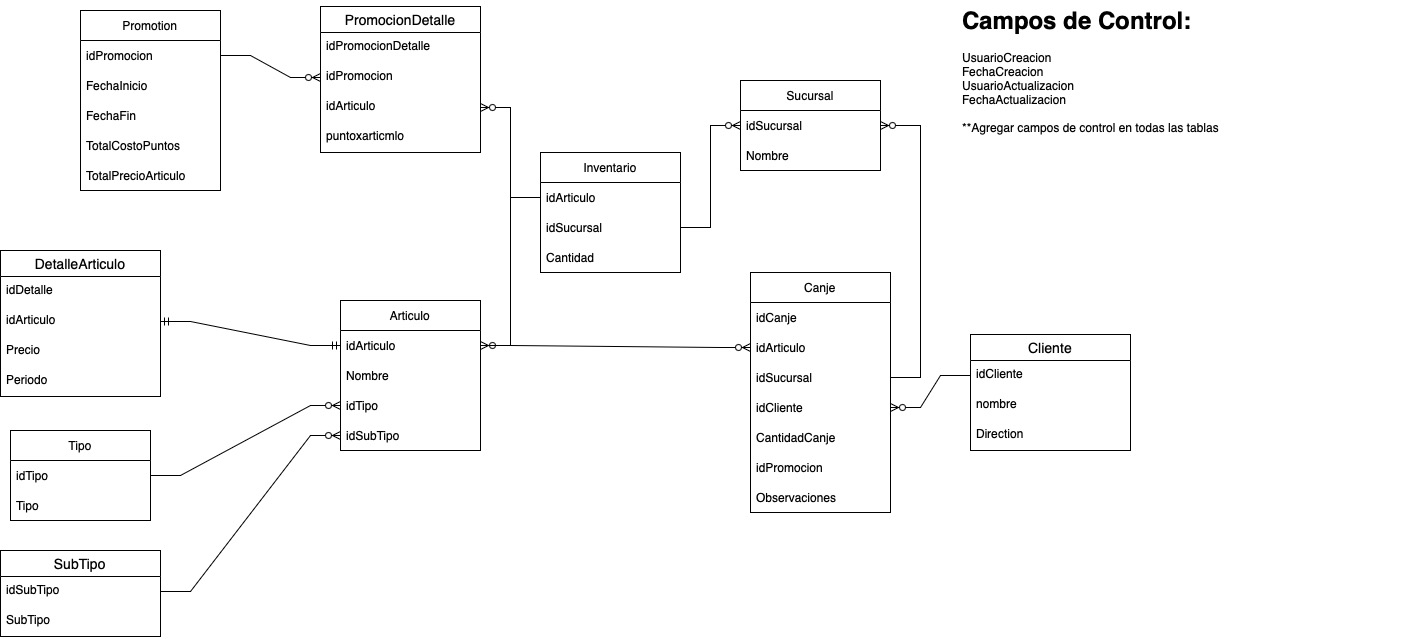 Promotion
idPromocion
FechaInicio
FechaFin
TotalCostoPuntos
TotalPrecioArticulo
PromocionDetalle
idPromocionDetalle
idPromocion
idArticulo
puntoxarticmlo
Inventario
idArticulo
idSucursal
Cantidad
Sucursal
idSucursal
Nombre
Campos de Control:
UsuarioCreacion
FechaCreacion
UsuarioActualizacion
FechaActualizacion
**Agregar campos de control en todas las tablas
DetalleArticulo
idDetalle
idArticulo
Precio
Periodo
Articulo
idArticulo
Nombre
idTipo
idSubTipo
Canje
idCanje
idArticulo
idSucursal
idCliente
CantidadCanje
idPromocion
Observaciones
Cliente
idCliente
nombre
Direction
Tipo
idTipo
Tipo
SubTipo
idSubTipo
SubTipo